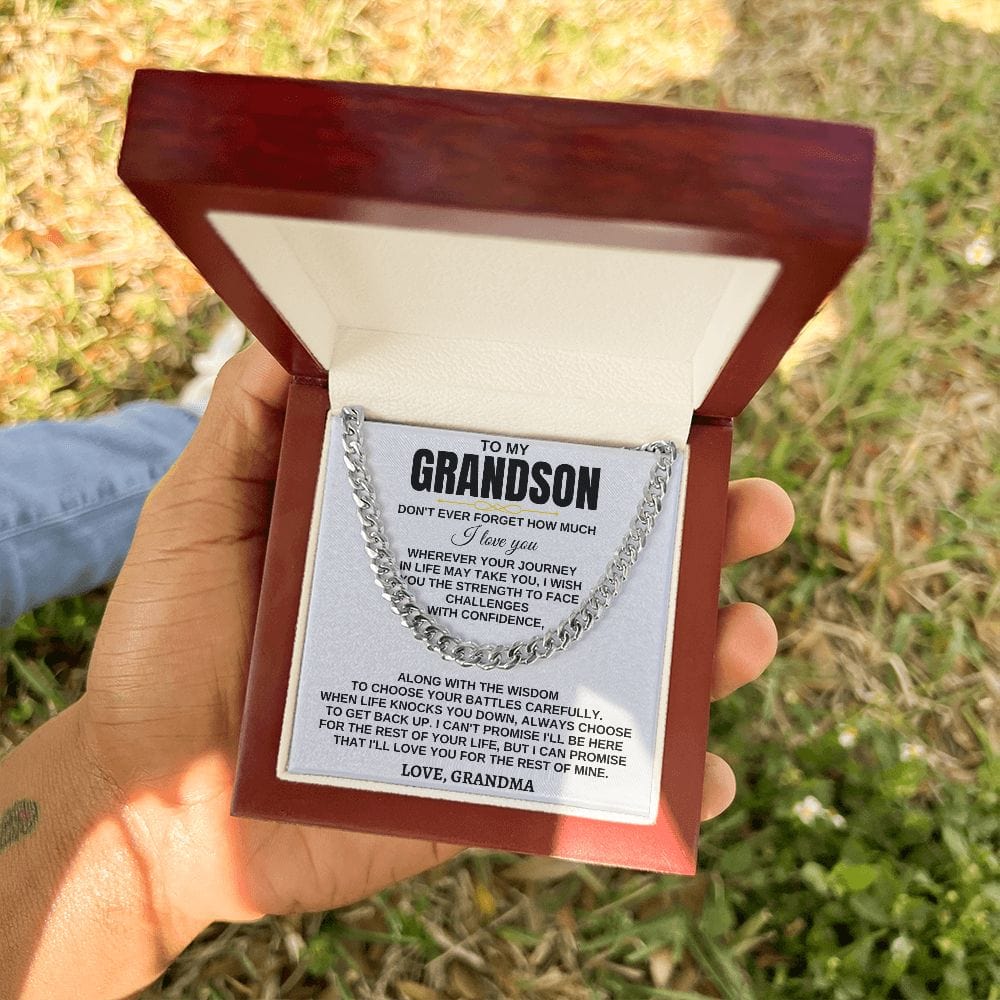 TO MY
GRANDSON
DON'T EVER FORGET HOW MUCH
I love you
WHEREVER YOUR JOURNEY
IN LIFE MAY TAKE YOU, I WISH
YOU THE STRENGTH TO FACE
CHALLENGES
WITH CONFIDENCE,
ALONG WITH THE WISDOM
TO CHOOSE YOUR BATTLES CAREFULLY.
WHEN LIFE KNOCKS YOU DOWN, ALWAYS CHOOSE
TO GET BACK UP. I CAN'T PROMISE I'LL BE HERE
FOR THE REST OF YOUR LIFE, BUT I CAN PROMISE
THAT I'LL LOVE YOU FOR THE REST OF MINE.
LOVE, GRANDMA